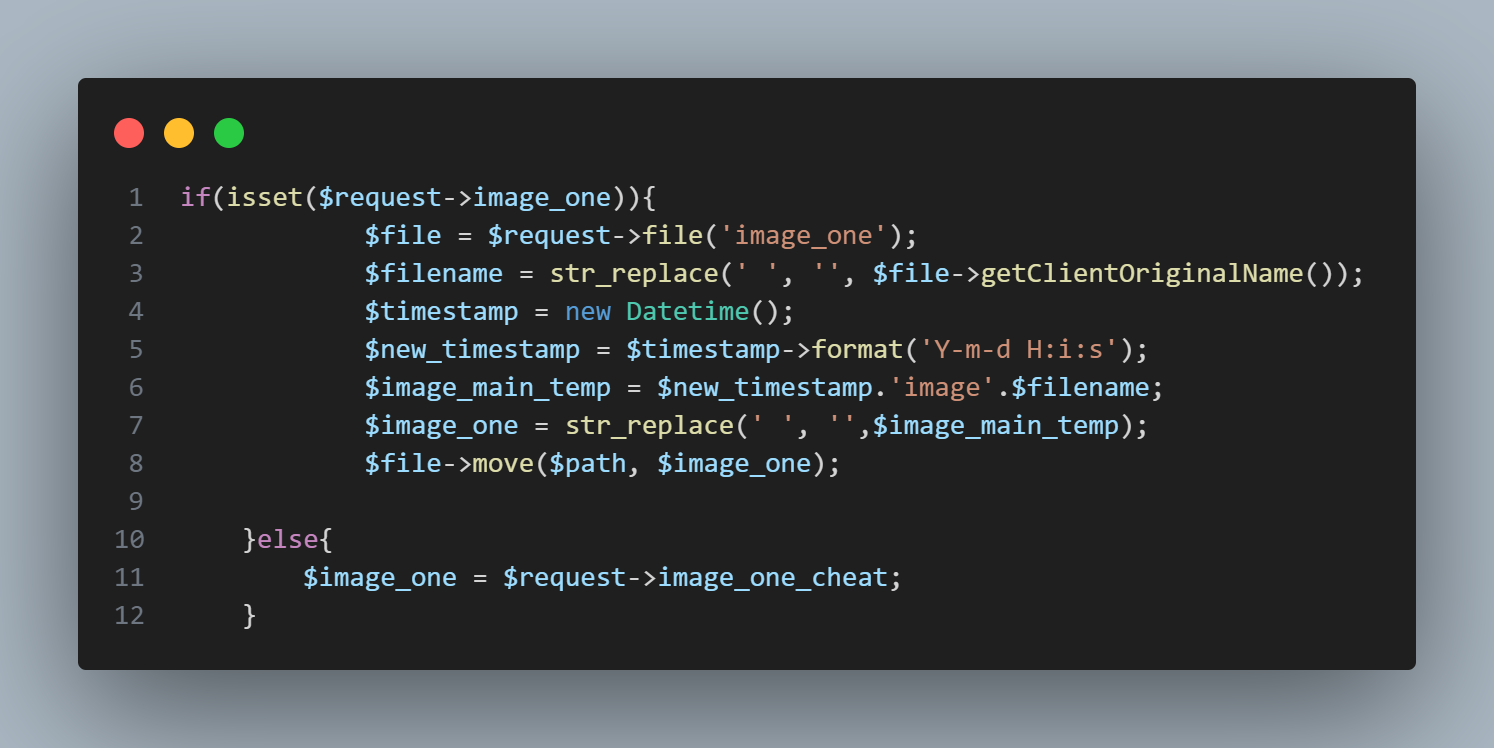 1 if(isset($request->image_one)){
2 $file = $request->file('image_one');
3 $filename = str_replace(' ', '', $file->getClientOriginalName());
4 $timestamp = new Datetime();
5 $new_timestamp = $timestamp->format('Y-m-d H:i:s');
6 $image_main_temp = $new_timestamp.'image'.$filename;
7 $image_one = str_replace(' ', '',$image_main_temp);
8 $file->move($path, $image_one);
9
10 }else{
11 $image_one = $request->image_one_cheat;
12 }